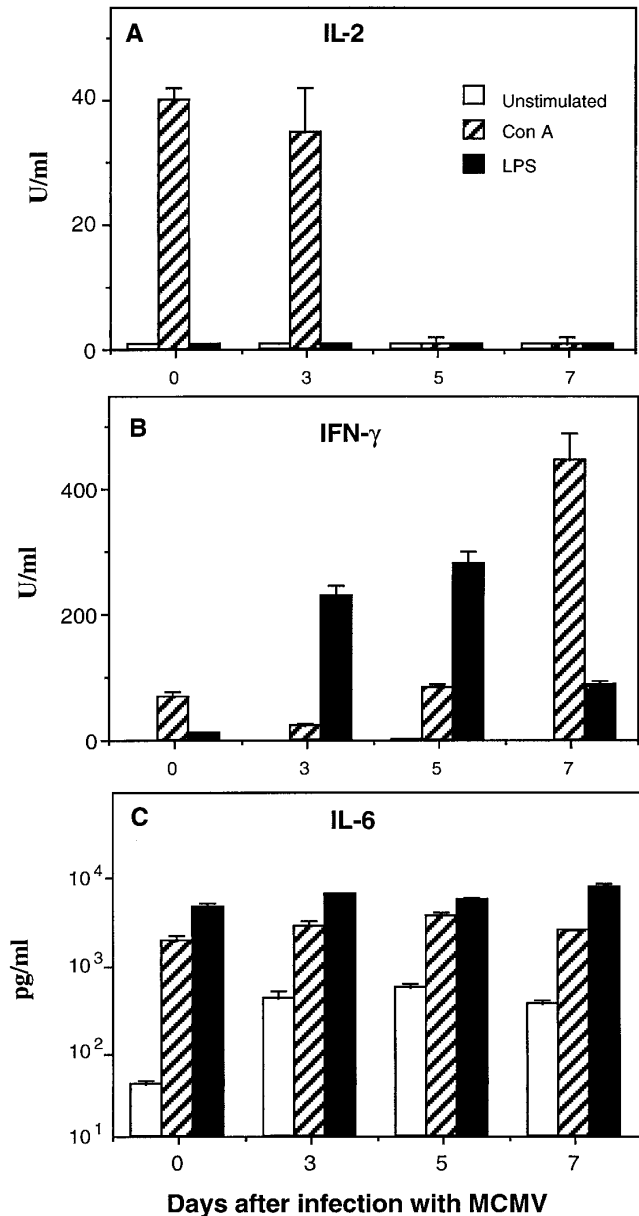 A
IL-2
Unstimulated
Con A
LPS
U/ml
40
20
0
0 3 5 7
B
IFN-γ
U/ml
400
200
0
0 3 5 7
C
IL-6
pg/ml
10⁴
10³
10²
10¹
0 3 5 7
Days after infection with MCMV